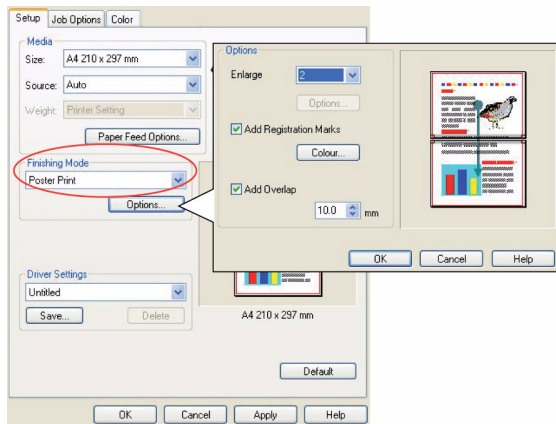 Setup
Job Options
Color
Media
Size: A4 210 x 297 mm
Source: Auto
Weight: Printer Setting
Paper Feed Options...
Finishing Mode
Poster Print
Options...
Driver Settings
Untitled
Save... Delete
A4 210 x 297 mm
Default
OK Cancel Apply Help
Options
Enlarge 2
Options...
Add Registration Marks
Colour...
Add Overlap
10.0 mm
OK Cancel Help